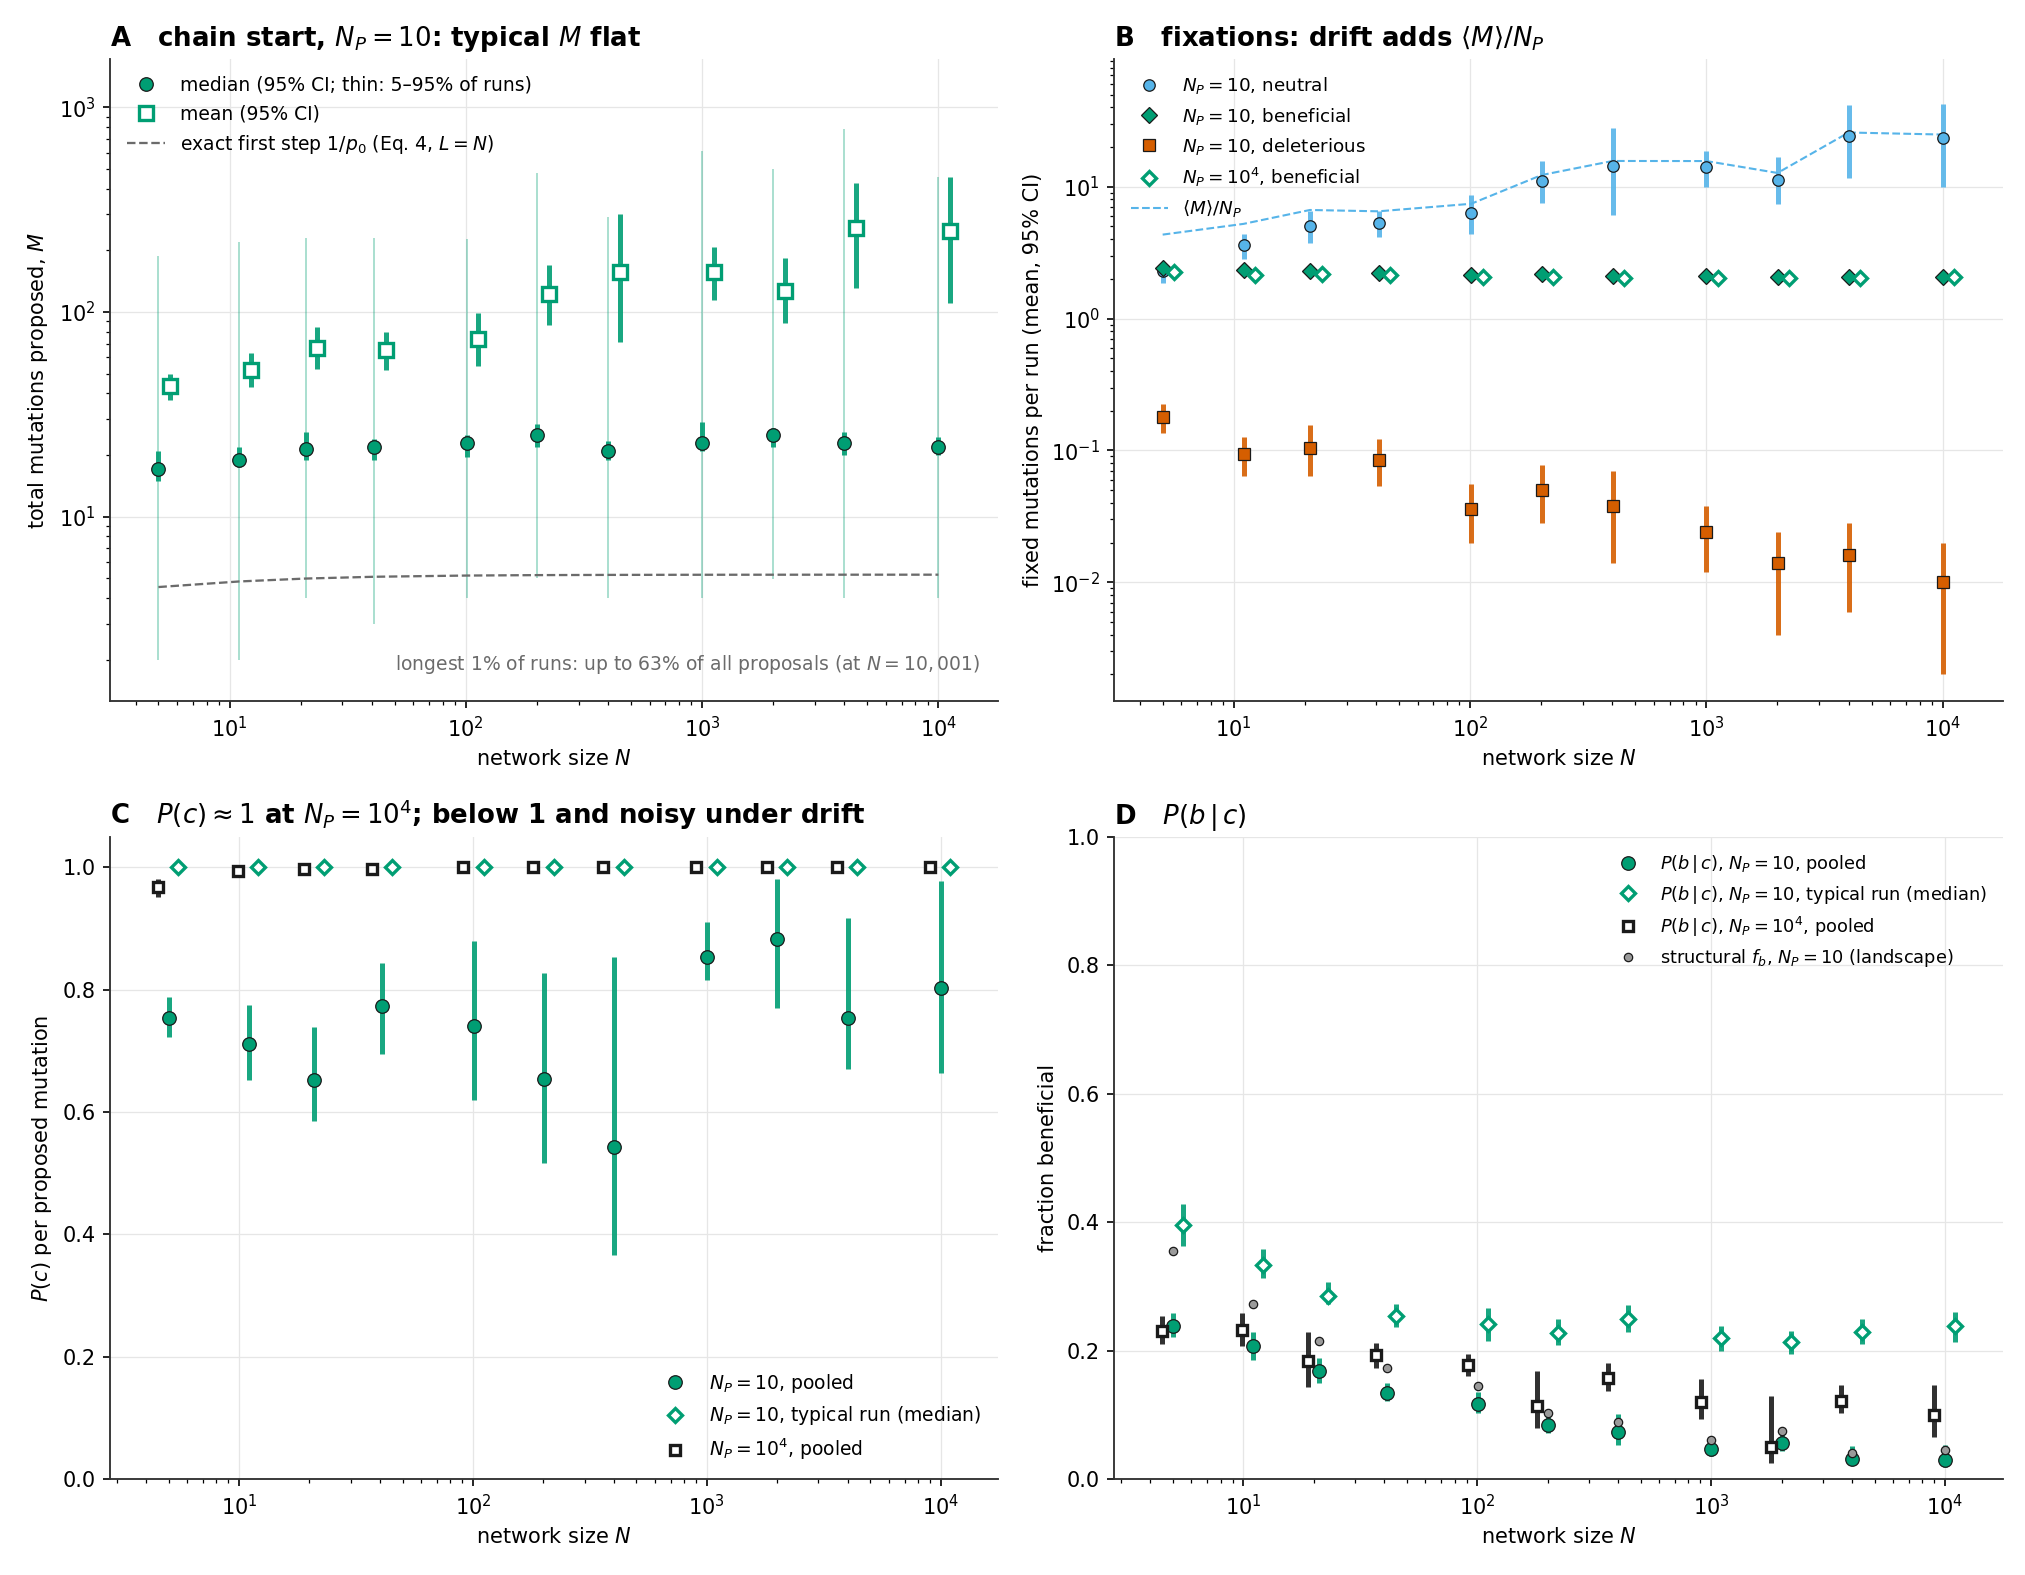 A chain start, N_P = 10: typical M flat
median (95% CI; thin: 5–95% of runs)
mean (95% CI)
exact first step 1/p_0 (Eq. 4, L = N)
10^3
10^2
10^1
total mutations proposed, M
longest 1% of runs: up to 63% of all proposals (at N = 10,001)
10^1 10^2 10^3 10^4
network size N
B fixations: drift adds ⟨M⟩/N_P
N_P = 10, neutral
N_P = 10, beneficial
N_P = 10, deleterious
N_P = 10^4, beneficial
⟨M⟩/N_P
10^1
10^0
10^−1
10^−2
fixed mutations per run (mean, 95% CI)
10^1 10^2 10^3 10^4
network size N
C P(c) ≈ 1 at N_P = 10^4; below 1 and noisy under drift
1.0
0.8
0.6
0.4
0.2
0.0
P(c) per proposed mutation
N_P = 10, pooled
N_P = 10, typical run (median)
N_P = 10^4, pooled
10^1 10^2 10^3 10^4
network size N
D P(b | c)
P(b | c), N_P = 10, pooled
P(b | c), N_P = 10, typical run (median)
P(b | c), N_P = 10^4, pooled
structural f_b, N_P = 10 (landscape)
1.0
0.8
0.6
0.4
0.2
0.0
fraction beneficial
10^1 10^2 10^3 10^4
network size N